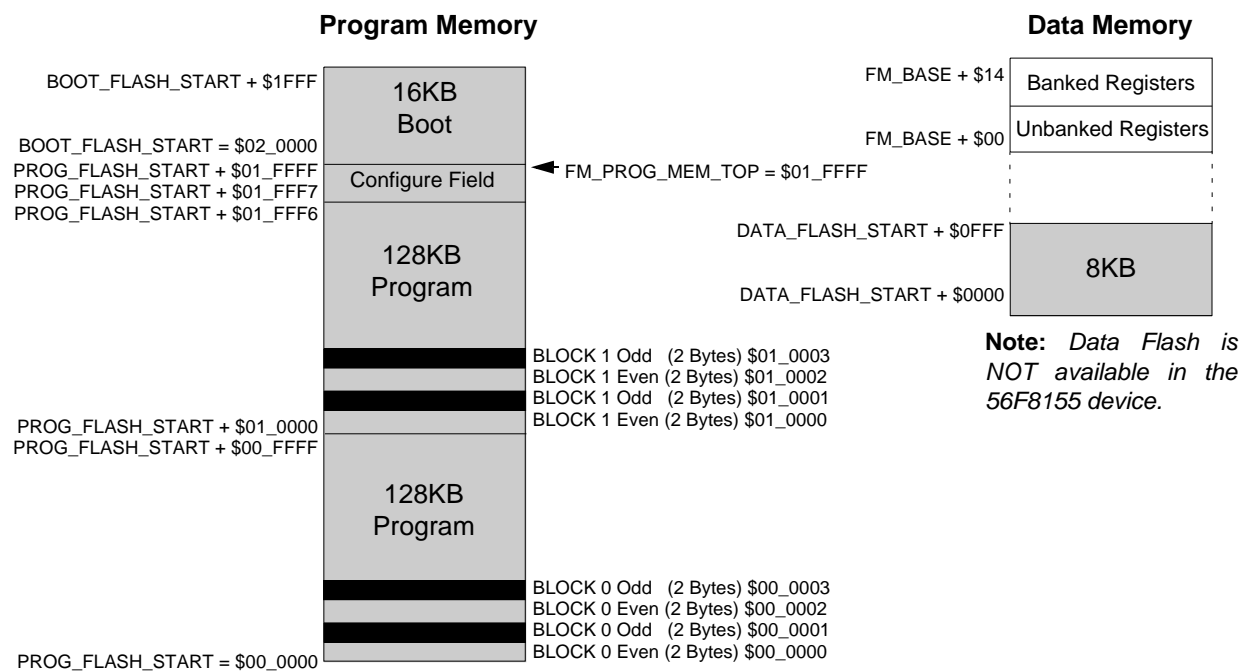 Program Memory
Data Memory
BOOT_FLASH_START + $1FFF
16KB
Boot
BOOT_FLASH_START = $02_0000
PROG_FLASH_START + $01_FFFF
PROG_FLASH_START + $01_FFF7
PROG_FLASH_START + $01_FFF6
Configure Field
FM_PROG_MEM_TOP = $01_FFFF
128KB
Program
BLOCK 1 Odd (2 Bytes) $01_0003
BLOCK 1 Even (2 Bytes) $01_0002
BLOCK 1 Odd (2 Bytes) $01_0001
BLOCK 1 Even (2 Bytes) $01_0000
PROG_FLASH_START + $01_0000
PROG_FLASH_START + $00_FFFF
128KB
Program
BLOCK 0 Odd (2 Bytes) $00_0003
BLOCK 0 Even (2 Bytes) $00_0002
BLOCK 0 Odd (2 Bytes) $00_0001
BLOCK 0 Even (2 Bytes) $00_0000
PROG_FLASH_START = $00_0000
FM_BASE + $14
Banked Registers
Unbanked Registers
FM_BASE + $00
DATA_FLASH_START + $0FFF
8KB
DATA_FLASH_START + $0000
Note: Data Flash is
NOT available in the
56F8155 device.